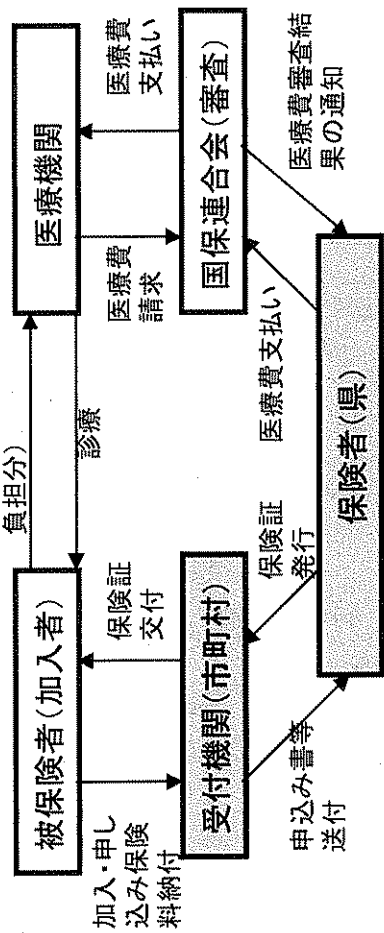 負担分)
被保険者(加入者)
医療機関
診療
加入・申し
込み保険
料納付
保険証
交付
医療費
請求
医療費
支払い
受付機関(市町村)
国保連合会(審査)
申込み書等
送付
保険証
発行
医療費支払い
医療費審査結
果の通知
保険者(県)